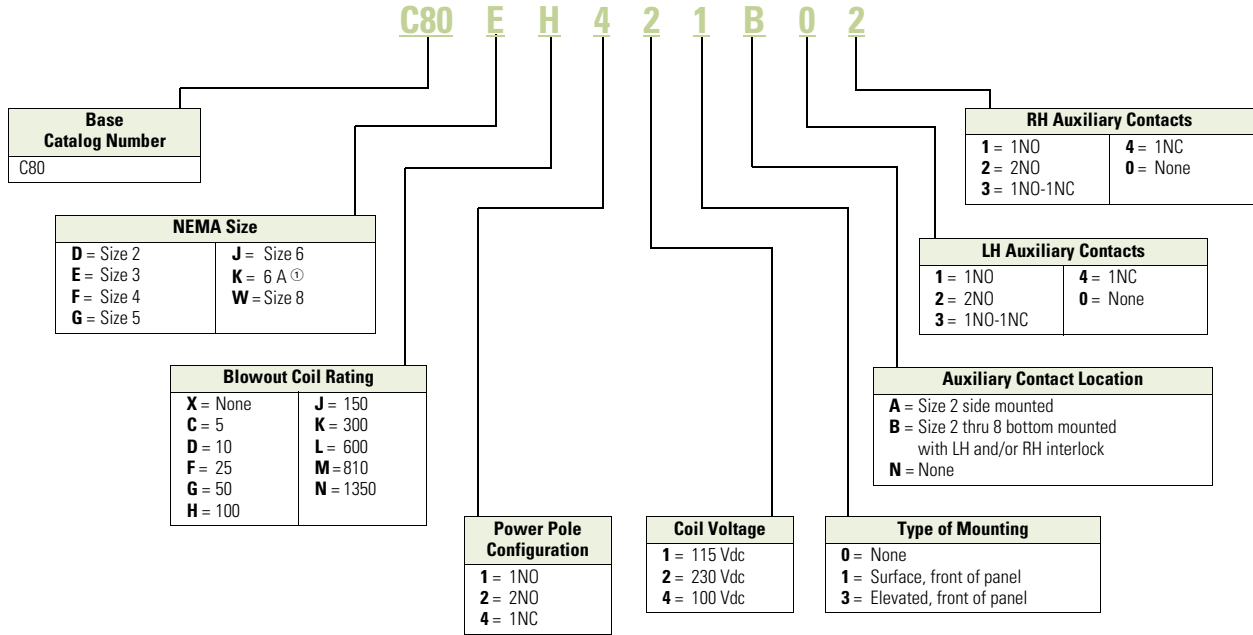 C80 E H 4 2 1 B 0 2
Base
Catalog Number
C80
RH Auxiliary Contacts
1 = 1NO
2 = 2NO
3 = 1NO-1NC
4 = 1NC
0 = None
NEMA Size
D = Size 2
E = Size 3
F = Size 4
G = Size 5
J = Size 6
K = 6 A ①
W = Size 8
LH Auxiliary Contacts
1 = 1NO
2 = 2NO
3 = 1NO-1NC
4 = 1NC
0 = None
Blowout Coil Rating
X = None
C = 5
D = 10
F = 25
G = 50
H = 100
J = 150
K = 300
L = 600
M = 810
N = 1350
Auxiliary Contact Location
A = Size 2 side mounted
B = Size 2 thru 8 bottom mounted
with LH and/or RH interlock
N = None
Power Pole
Configuration
1 = 1NO
2 = 2NO
4 = 1NC
Coil Voltage
1 = 115 Vdc
2 = 230 Vdc
4 = 100 Vdc
Type of Mounting
0 = None
1 = Surface, front of panel
3 = Elevated, front of panel